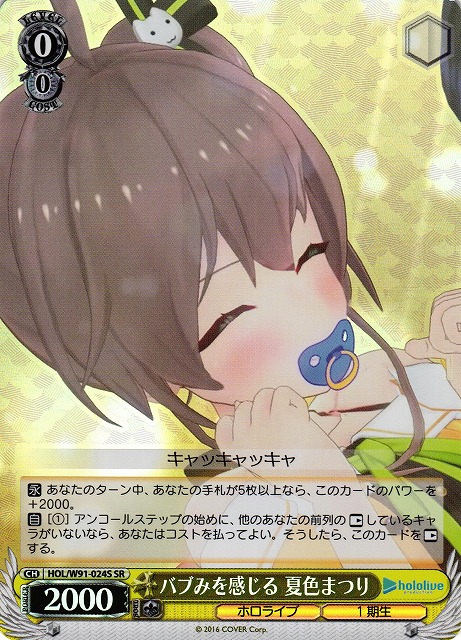 LEVEL
0
0
COST
キャッキャッキャ
永 あなたのターン中、あなたの手札が5枚以上なら、このカードのパワーを
+2000。
自 [①] アンコールステップの始めに、他のあなたの前列の しているキャ
ラがいないなら、あなたはコストを払ってよい。そうしたら、このカードを
する。
CH HOL/W91-024S SR
POWER 2000 SOUL
バブみを感じる 夏色まつり
hololive production
ホロライブ 1期生
© 2016 COVER Corp.